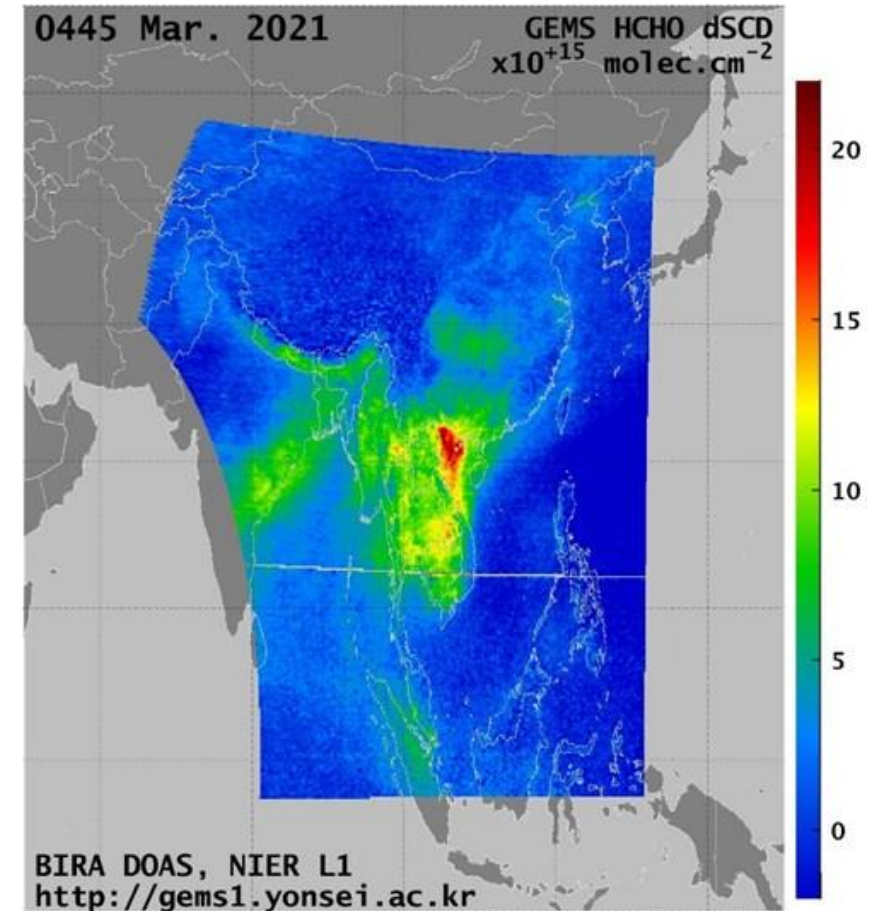 0445 Mar. 2021
GEMS HCHO dSCD
x10+15 molec.cm-2
20
15
10
5
0
BIRA DOAS, NIER L1
http://gems1.yonsei.ac.kr